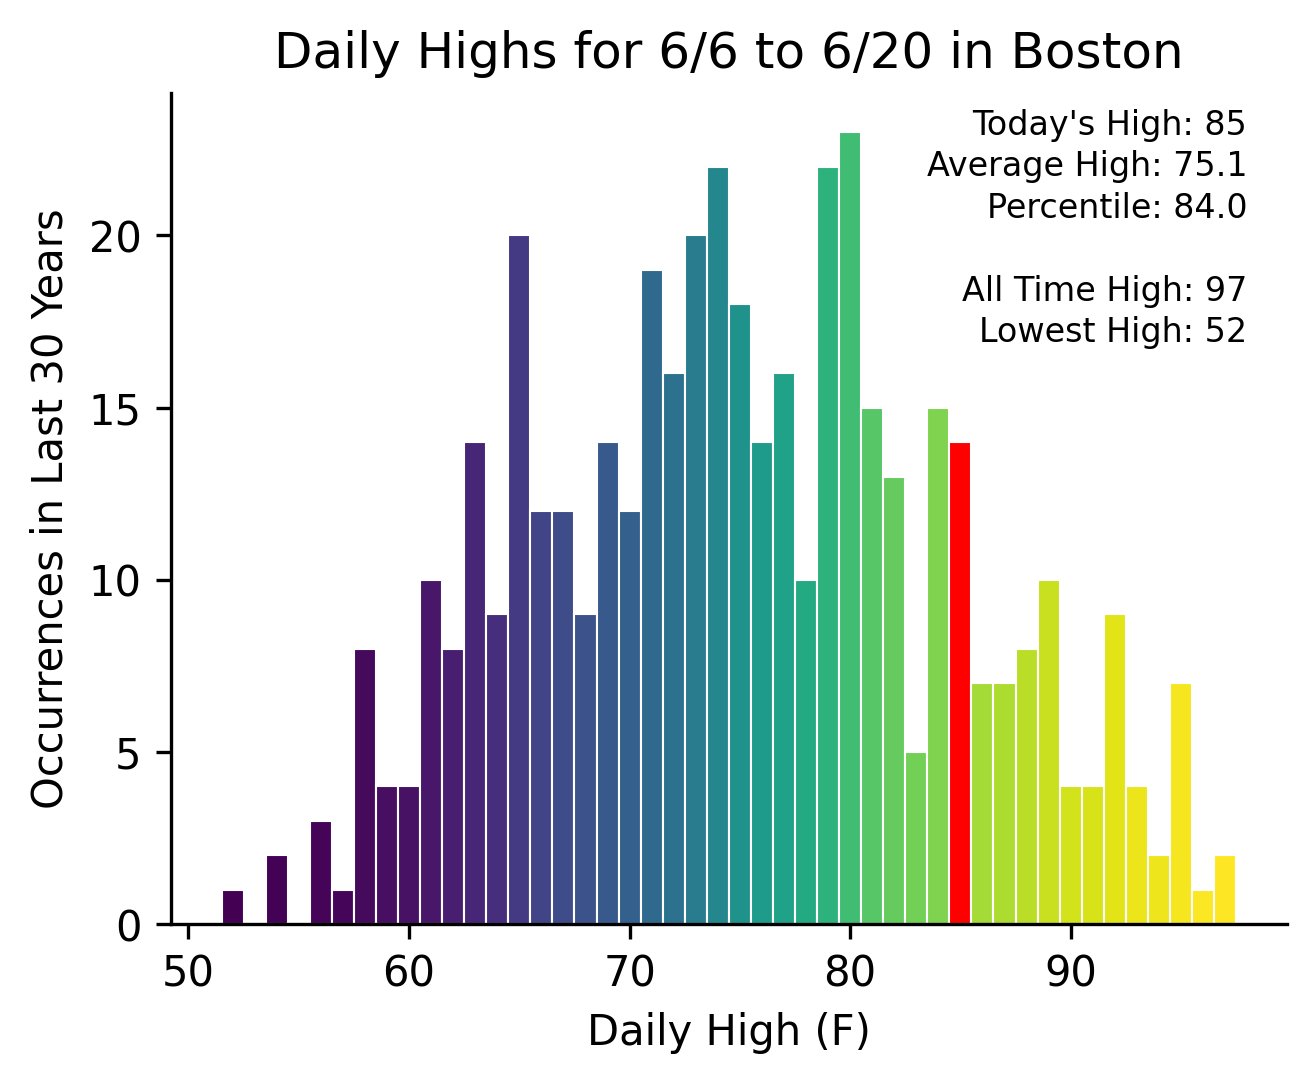 Daily Highs for 6/6 to 6/20 in Boston
Today's High: 85
Average High: 75.1
Percentile: 84.0
All Time High: 97
Lowest High: 52
Occurrences in Last 30 Years
20
15
10
5
0
50 60 70 80 90
Daily High (F)